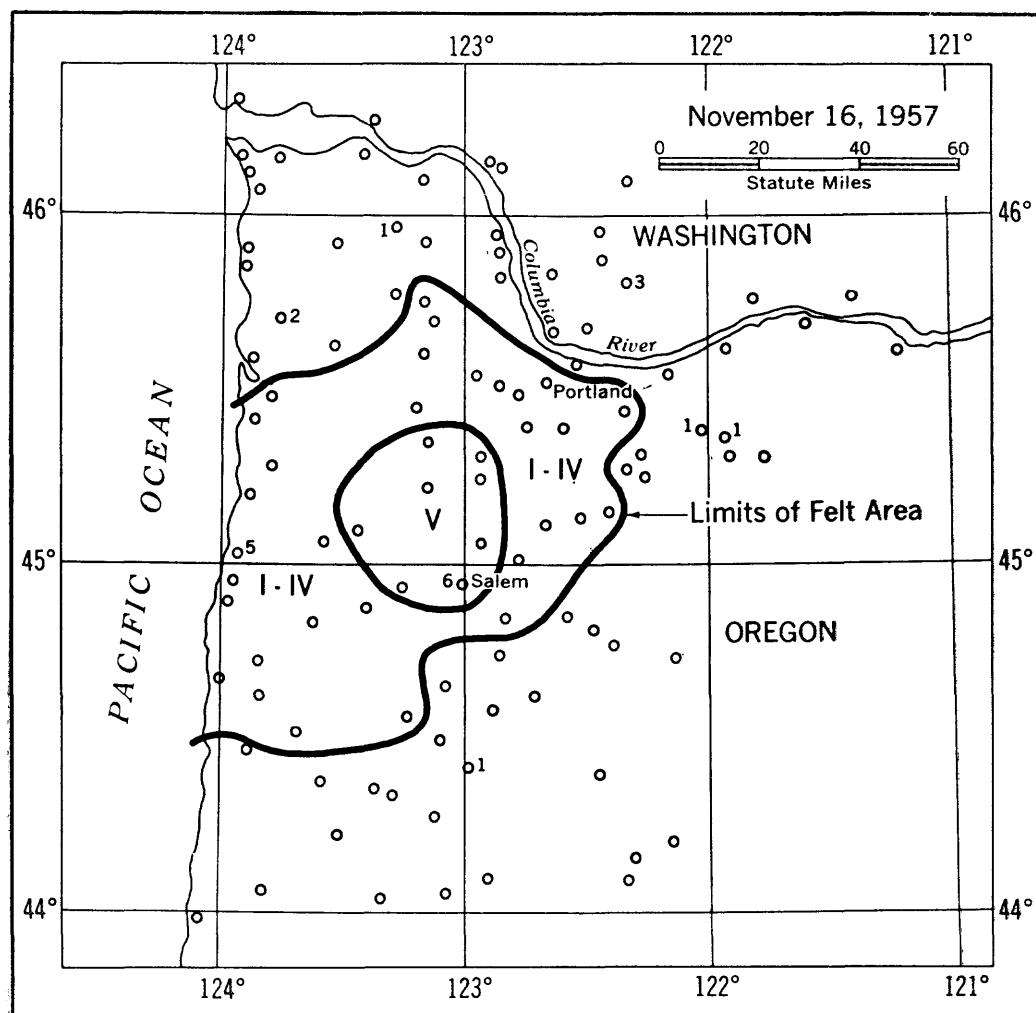 124° 123° 122° 121°
November 16, 1957
0 20 40 60
Statute Miles
46° 46°
1 WASHINGTON
Columbia
3
2
River
Portland
1 1
I - IV
V
Limits of Felt Area
PACIFIC OCEAN
5
45° 45°
I - IV 6 Salem
OREGON
1
44° 44°
124° 123° 122° 121°